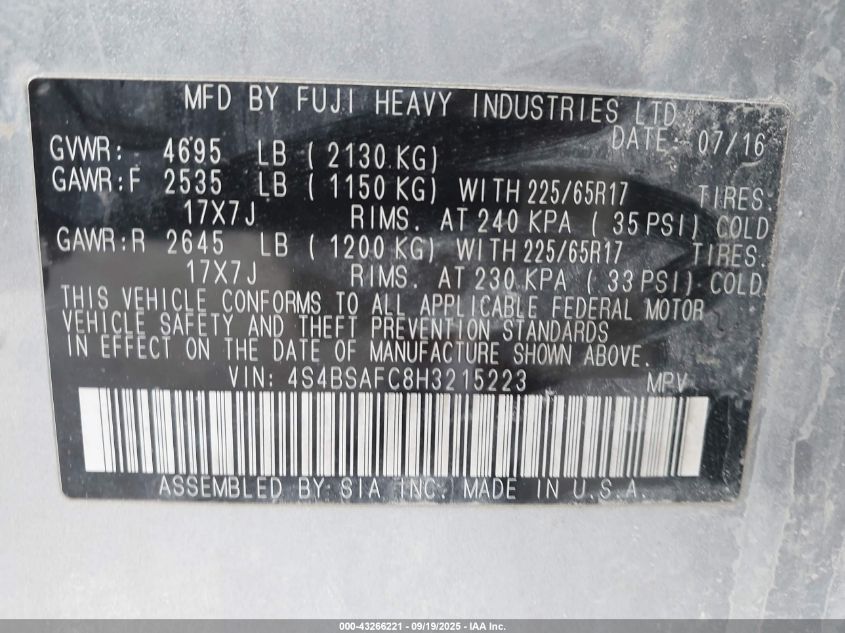 MFD BY FUJI HEAVY INDUSTRIES LTD
DATE: 07/16
GVWR: 4695 LB ( 2130 KG)
GAWR:F 2535 LB ( 1150 KG) WITH 225/65R17 TIRES.
17X7J RIMS. AT 240 KPA ( 35 PSI) COLD
GAWR:R 2645 LB ( 1200 KG) WITH 225/65R17 TIRES.
17X7J RIMS. AT 230 KPA ( 33 PSI) COLD.
THIS VEHICLE CONFORMS TO ALL APPLICABLE FEDERAL MOTOR
VEHICLE SAFETY AND THEFT PREVENTION STANDARDS
IN EFFECT ON THE DATE OF MANUFACTURE SHOWN ABOVE.
VIN: 4S4BSAFC8H3215223 MPV
ASSEMBLED BY SIA INC. MADE IN U.S.A.
000-43266221 - 09/19/2025 - IAA Inc.